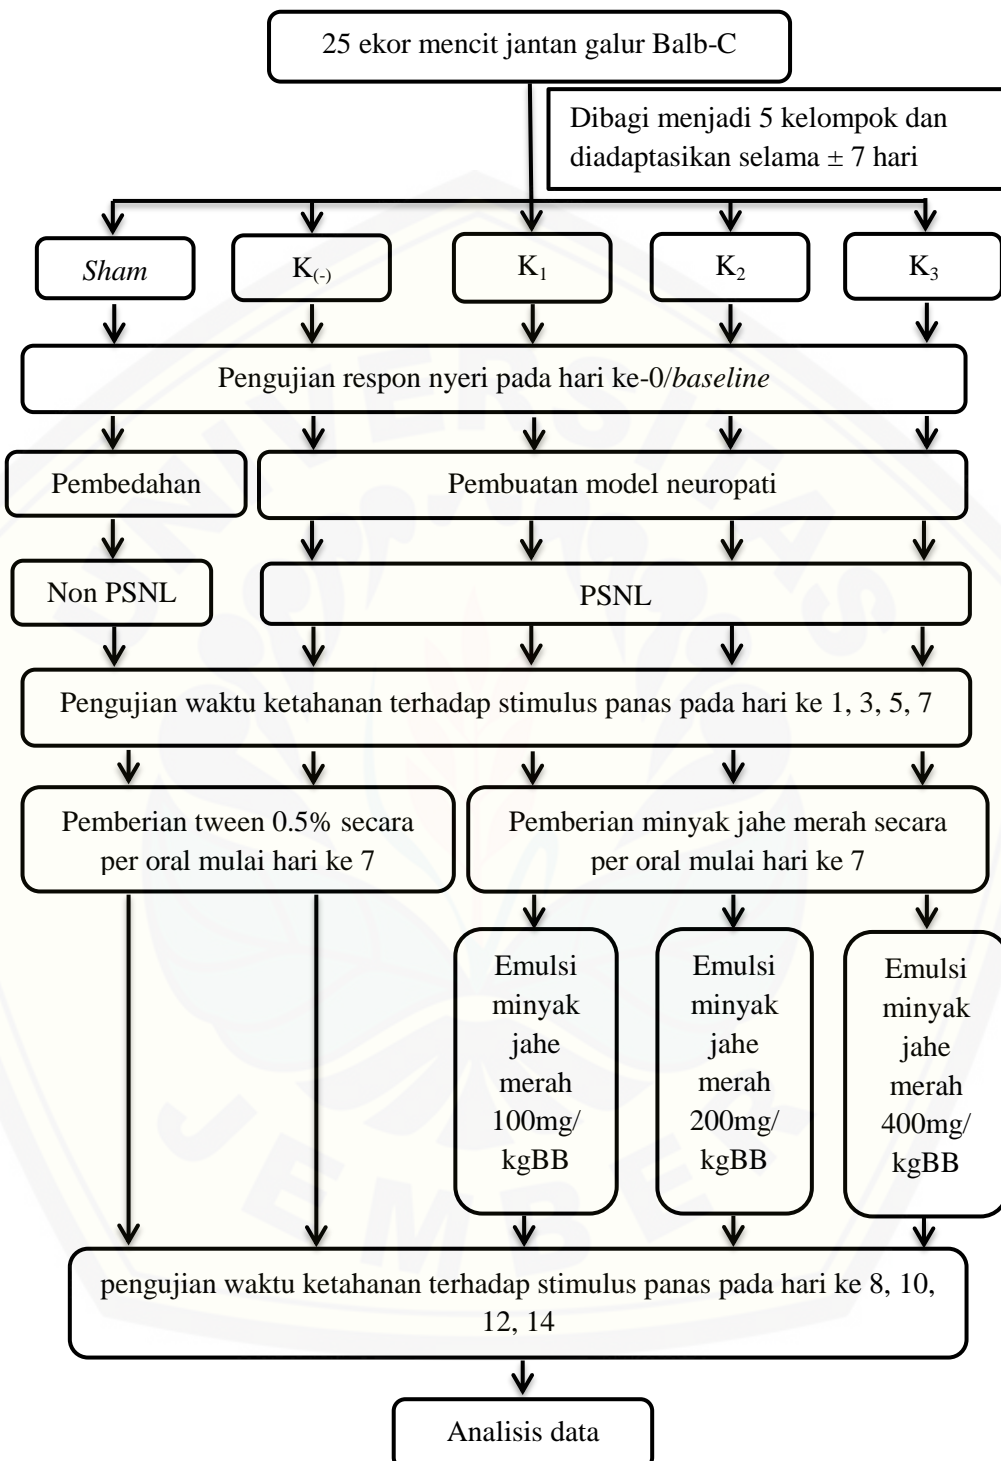 25 ekor mencit jantan galur Balb-C
Dibagi menjadi 5 kelompok dan
diadaptasikan selama ± 7 hari
Sham
K(-)
K1
K2
K3
Pengujian respon nyeri pada hari ke-0/baseline
Pembedahan
Pembuatan model neuropati
Non PSNL
PSNL
Pengujian waktu ketahanan terhadap stimulus panas pada hari ke 1, 3, 5, 7
Pemberian tween 0.5% secara
per oral mulai hari ke 7
Pemberian minyak jahe merah secara
per oral mulai hari ke 7
Emulsi
minyak
jahe
merah
100mg/
kgBB
Emulsi
minyak
jahe
merah
200mg/
kgBB
Emulsi
minyak
jahe
merah
400mg/
kgBB
pengujian waktu ketahanan terhadap stimulus panas pada hari ke 8, 10,
12, 14
Analisis data
UNIVERSITAS
JEMBER